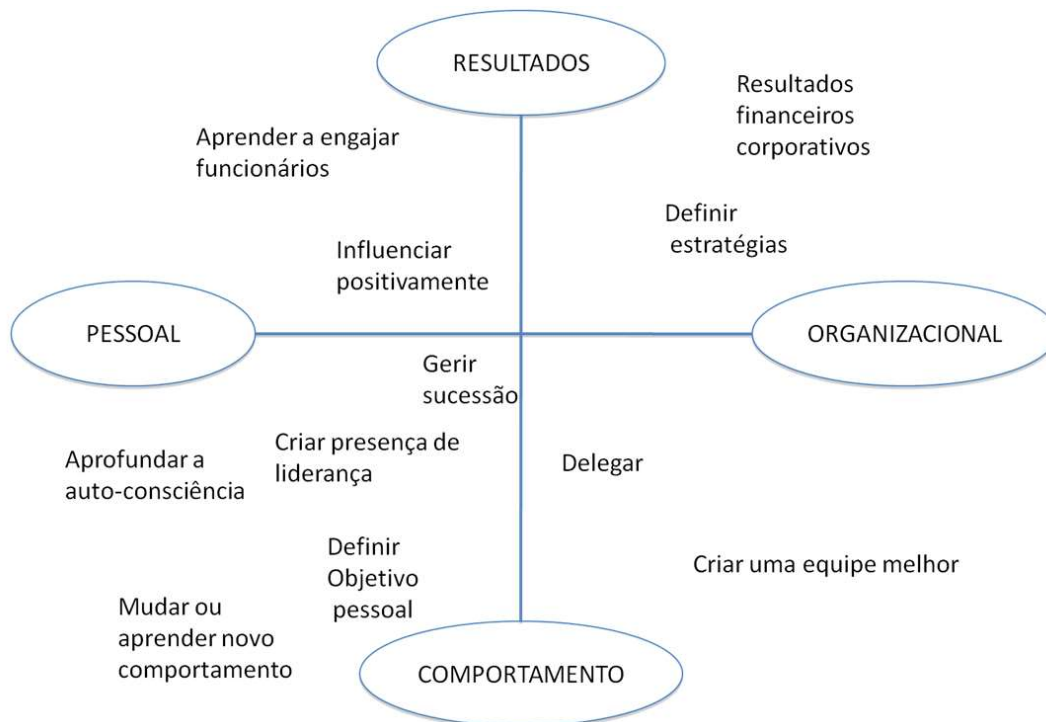 RESULTADOS
Resultados
financeiros
corporativos
Aprender a engajar
funcionários
Definir
estratégias
Influenciar
positivamente
PESSOAL
ORGANIZACIONAL
Gerir
sucessão
Criar presença de
liderança
Aprofundar a
auto-consciência
Delegar
Definir
Objetivo
pessoal
Criar uma equipe melhor
Mudar ou
aprender novo
comportamento
COMPORTAMENTO